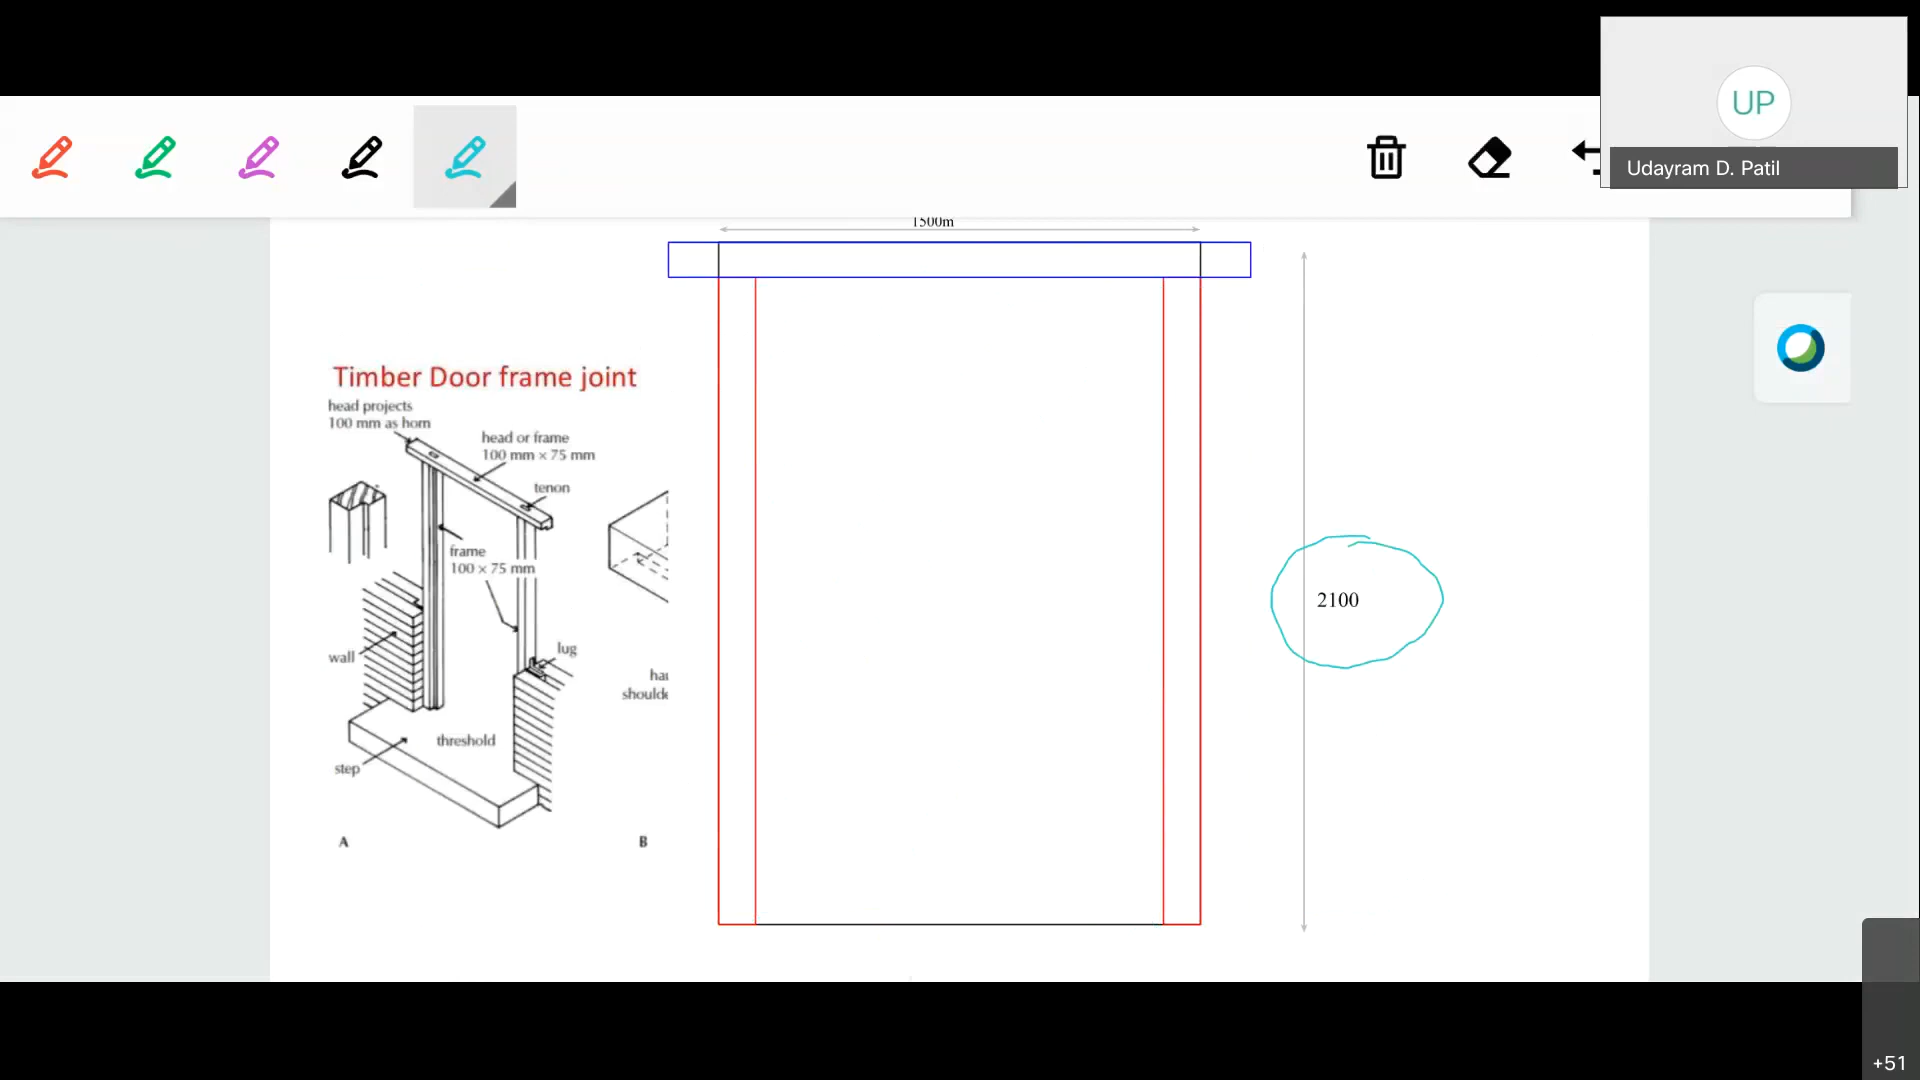 UP
Udayram D. Patil
1500m
Timber Door frame joint
head projects
100 mm as horn
head or frame
100 mm × 75 mm
tenon
frame
100 × 75 mm
2100
wall
lug
threshold
step
A
B
+51